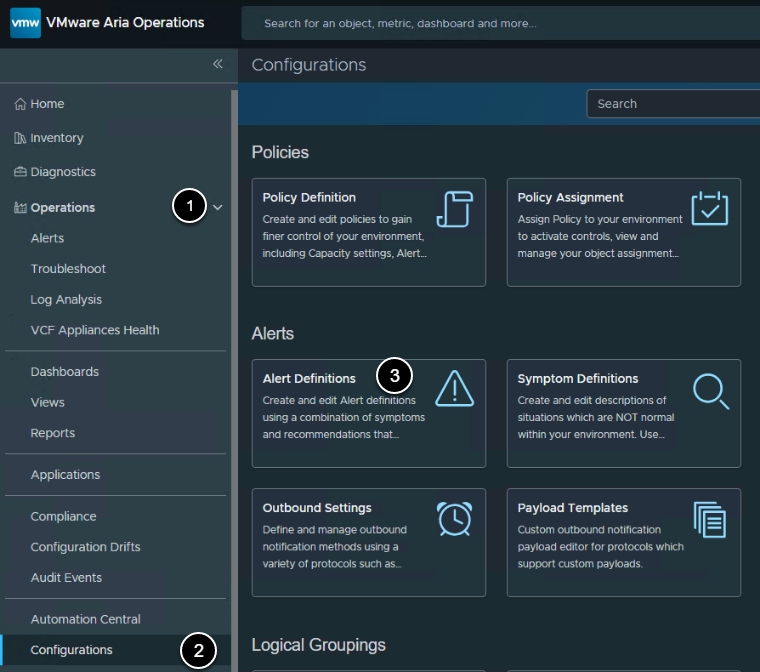 vmw VMware Aria Operations
Search for an object, metric, dashboard and more...
«
Configurations
Search
Home
Inventory
Diagnostics
Operations 1
Alerts
Troubleshoot
Log Analysis
VCF Appliances Health
Dashboards
Views
Reports
Applications
Compliance
Configuration Drifts
Audit Events
Automation Central
Configurations 2
Policies
Policy Definition
Create and edit policies to gain
finer control of your environment,
including Capacity settings, Alert...
Policy Assignment
Assign Policy to your environment
to activate controls, view and
manage your object assignment...
Alerts
Alert Definitions 3
Create and edit Alert definitions
using a combination of symptoms
and recommendations that...
Symptom Definitions
Create and edit descriptions of
situations which are NOT normal
within your environment. Use...
Outbound Settings
Define and manage outbound
notification methods using a
variety of protocols such as...
Payload Templates
Custom outbound notification
payload editor for protocols which
support custom payloads.
Logical Groupings